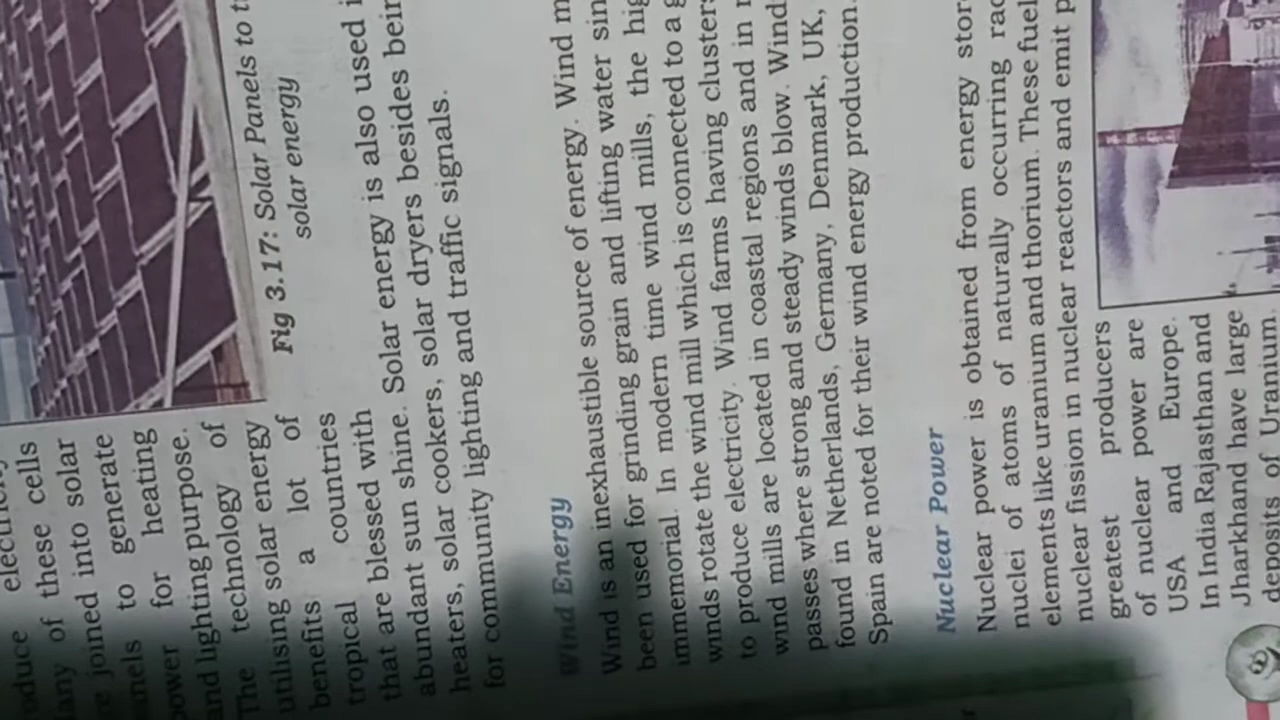 these cells
joined into solar
to generate
for heating
and lighting purpose.
The technology of
utilising solar energy
benefits a lot of
tropical countries
that are blessed with
abundant sun shine. Solar energy is also used
heaters, solar cookers, solar dryers besides
for community lighting and traffic signals.
Fig 3.17: Solar Panels to
solar energy
Wind Energy
Wind is an inexhaustible source of energy. Wind
been used for grinding grain and lifting water
immemorial. In modern time wind mills, the
winds rotate the wind mill which is connected to a
to produce electricity. Wind farms having
wind mills are located in coastal regions and in
passes where strong and steady winds blow.
found in Netherlands, Germany, Denmark, UK,
Spain are noted for their wind energy production.
Nuclear Power
Nuclear power is obtained from energy
nuclei of atoms of naturally occurring
elements like uranium and thorium. These
nuclear fission in nuclear reactors and emit
greatest producers
of nuclear power are
USA and Europe.
In India Rajasthan and
Jharkhand have large
deposits of Uranium.